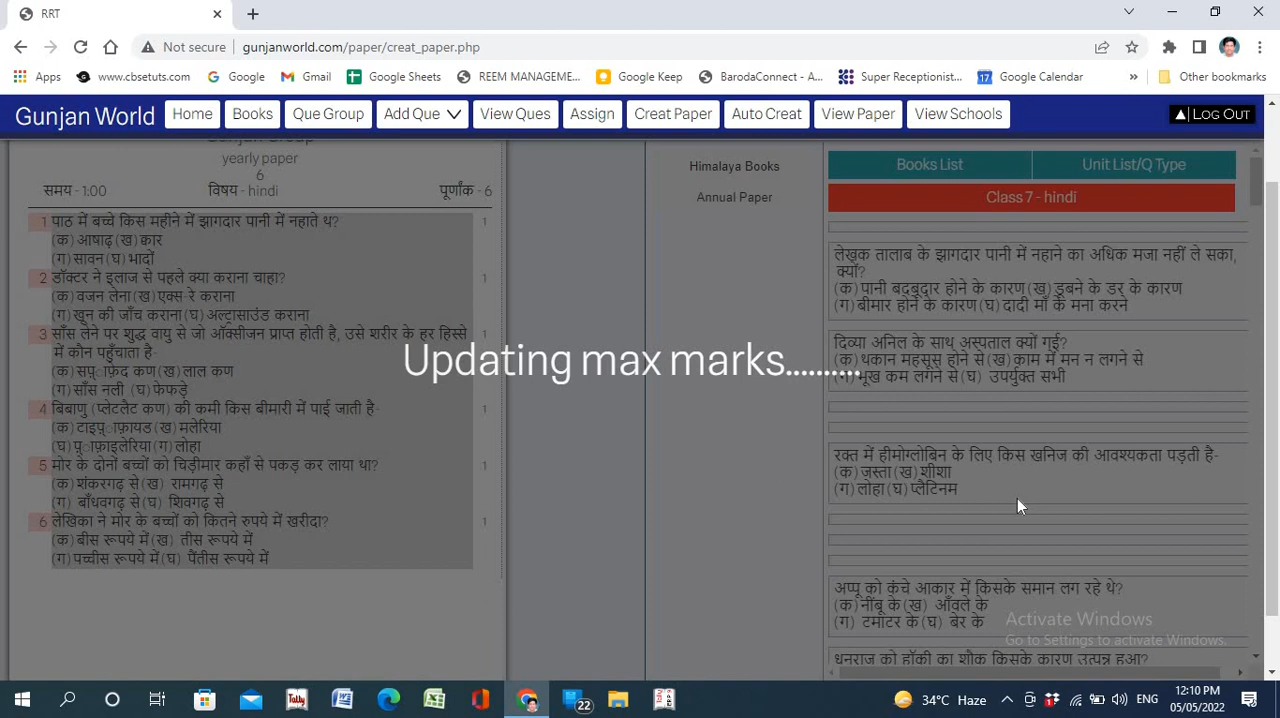 RRT
Not secure
gunjanworld.com/paper/creat_paper.php
Apps
www.cbsetuts.com
Google
Gmail
Google Sheets
REEM MANAGEME...
Google Keep
BarodaConnect - A...
Super Receptionist...
Google Calendar
»
Other bookmarks
Gunjan World
Home
Books
Que Group
Add Que
View Ques
Assign
Creat Paper
Auto Creat
View Paper
View Schools
Log Out
yearly paper
6
समय - 1:00
विषय - hindi
पूर्णांक - 6
1 पाठ में बच्चे किस महीने में झागदार पानी में नहाते थ? 1
(क) आषाढ़ (ख) क्वार
(ग) सावन (घ) भादों
2 डॉक्टर ने इलाज से पहले क्या कराना चाहा? 1
(क) वजन लेना (ख) एक्स-रे कराना
(ग) खून की जाँच कराना (घ) अल्ट्रासाउंड कराना
3 साँस लेने पर शुद्ध वायु से जो ऑक्सीजन प्राप्त होती है, उसे शरीर के हर हिस्से 1
में कौन पहुँचाता है-
(क) सप़्ाफ़ेद कण (ख) लाल कण
(ग) साँस नली (घ) फेफड़े
4 बिंबाणु (प्लेटलैट कण) की कमी किस बीमारी में पाई जाती है- 1
(क) टाइप़्ाफ़ायड (ख) मलेरिया
(घ) प़्ाफ़ाइलेरिया (ग) लोहा
5 मोर के दोनों बच्चों को चिड़ीमार कहाँ से पकड़ कर लाया था? 1
(क) शंकरगढ़ से (ख) रामगढ़ से
(ग) बाँधवगढ़ से (घ) शिवगढ़ से
6 लेखिका ने मोर के बच्चों को कितने रुपये में खरीदा? 1
(क) बीस रूपये में (ख) तीस रूपये में
(ग) पच्चीस रूपये में (घ) पैंतीस रूपये में
Updating max marks..........
Himalaya Books
Annual Paper
Books List
Unit List/Q Type
Class 7 - hindi
लेखक तालाब के झागदार पानी में नहाने का अधिक मजा नहीं ले सका,
क्यों?
(क) पानी बदबूदार होने के कारण (ख) डूबने के डर के कारण
(ग) बीमार होने के कारण (घ) दादी माँ के मना करने
दिव्या अनिल के साथ अस्पताल क्यों गई?
(क) थकान महसूस होने से (ख) काम में मन न लगने से
(ग) भूख कम लगने से (घ) उपर्युक्त सभी
रक्त में हीमोग्लोबिन के लिए किस खनिज की आवश्यकता पड़ती है-
(क) जस्ता (ख) शीशा
(ग) लोहा (घ) प्लैटिनम
अप्पू को कंचे आकार में किसके समान लग रहे थे?
(क) नींबू के (ख) आँवले के
(ग) टमाटर के (घ) बेर के
धनराज को हॉकी का शौक किसके कारण उत्पन्न हुआ?
Activate Windows
Go to Settings to activate Windows.
22
34°C Haze
ENG
12:10 PM
05/05/2022